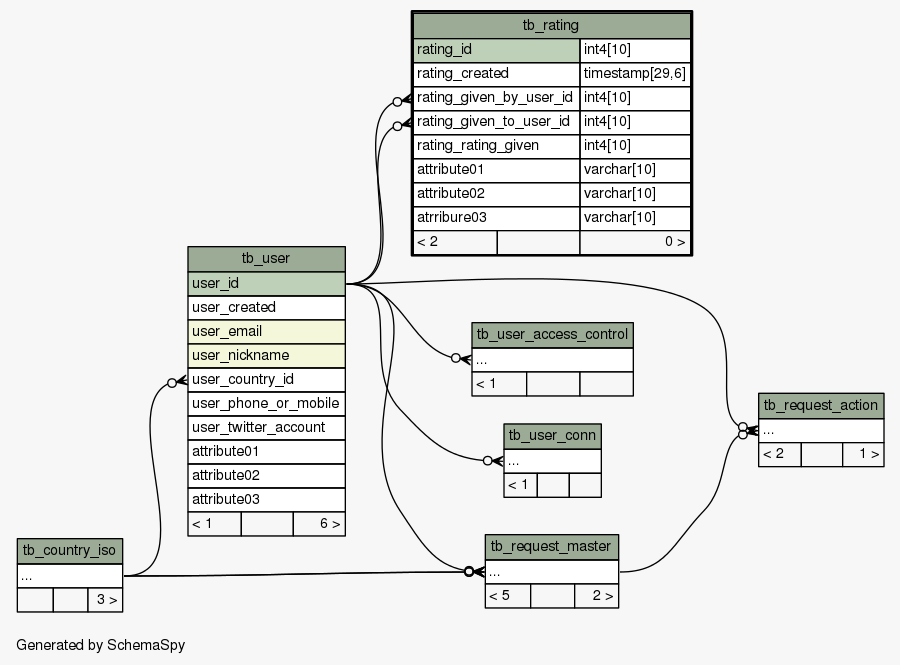 tb_rating
rating_id int4[10]
rating_created timestamp[29,6]
rating_given_by_user_id int4[10]
rating_given_to_user_id int4[10]
rating_rating_given int4[10]
attribute01 varchar[10]
attribute02 varchar[10]
atrribure03 varchar[10]
< 2 0 >
tb_user
user_id
user_created
user_email
user_nickname
user_country_id
user_phone_or_mobile
user_twitter_account
attribute01
attribute02
attribute03
< 1 6 >
tb_user_access_control
...
< 1
tb_request_action
...
< 2 1 >
tb_user_conn
...
< 1
tb_request_master
...
< 5 2 >
tb_country_iso
...
3 >
Generated by SchemaSpy